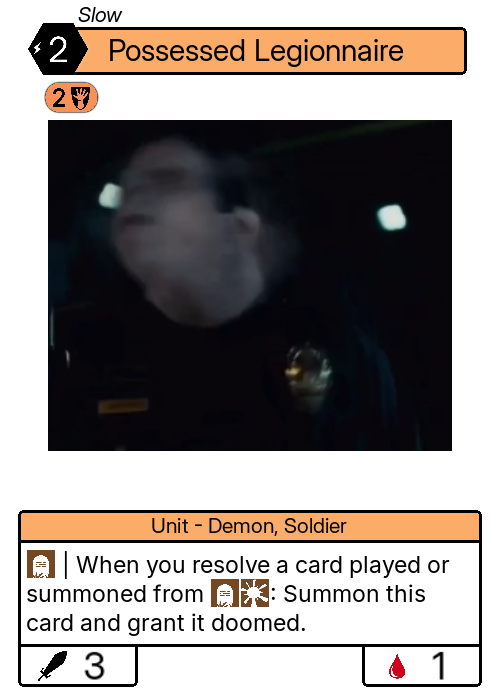 Slow
2 Possessed Legionnaire
2
Unit - Demon, Soldier
| When you resolve a card played or
summoned from : Summon this
card and grant it doomed.
3 1